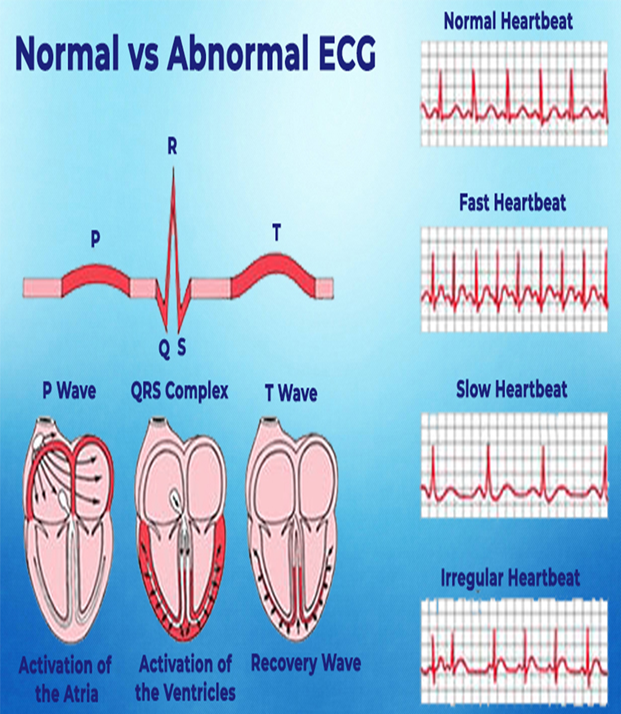 Normal vs Abnormal ECG
R
P
T
Q S
P Wave
QRS Complex
T Wave
Activation of
the Atria
Activation of
the Ventricles
Recovery Wave
Normal Heartbeat
Fast Heartbeat
Slow Heartbeat
Irregular Heartbeat